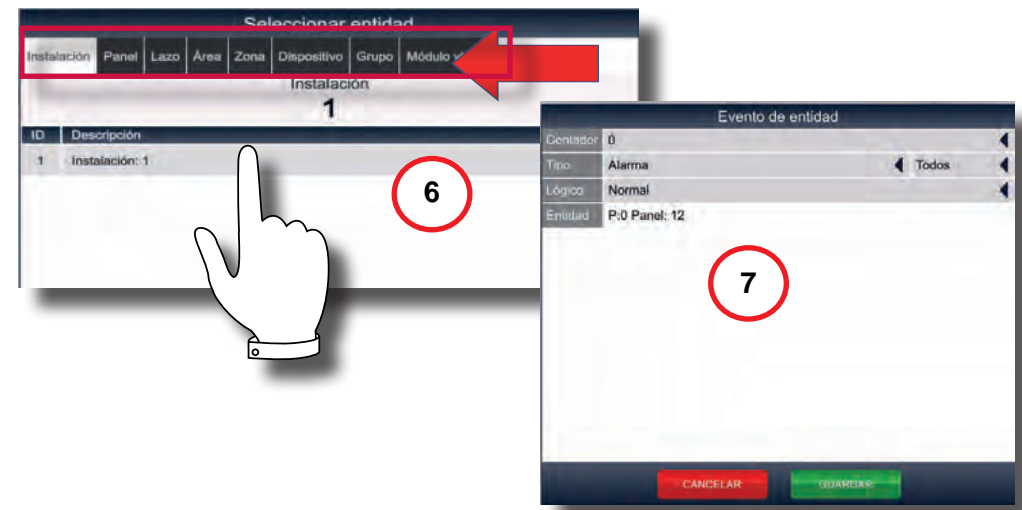 Seleccionar entidad
Instalación Panel Lazo Área Zona Dispositivo Grupo Módulo
Instalación
1
ID Descripción
1 Instalación: 1
6
Evento de entidad
Contador 0
Tipo Alarma Todos
Lógico Normal
Entidad P:0 Panel: 12
7
CANCELAR GUARDAR